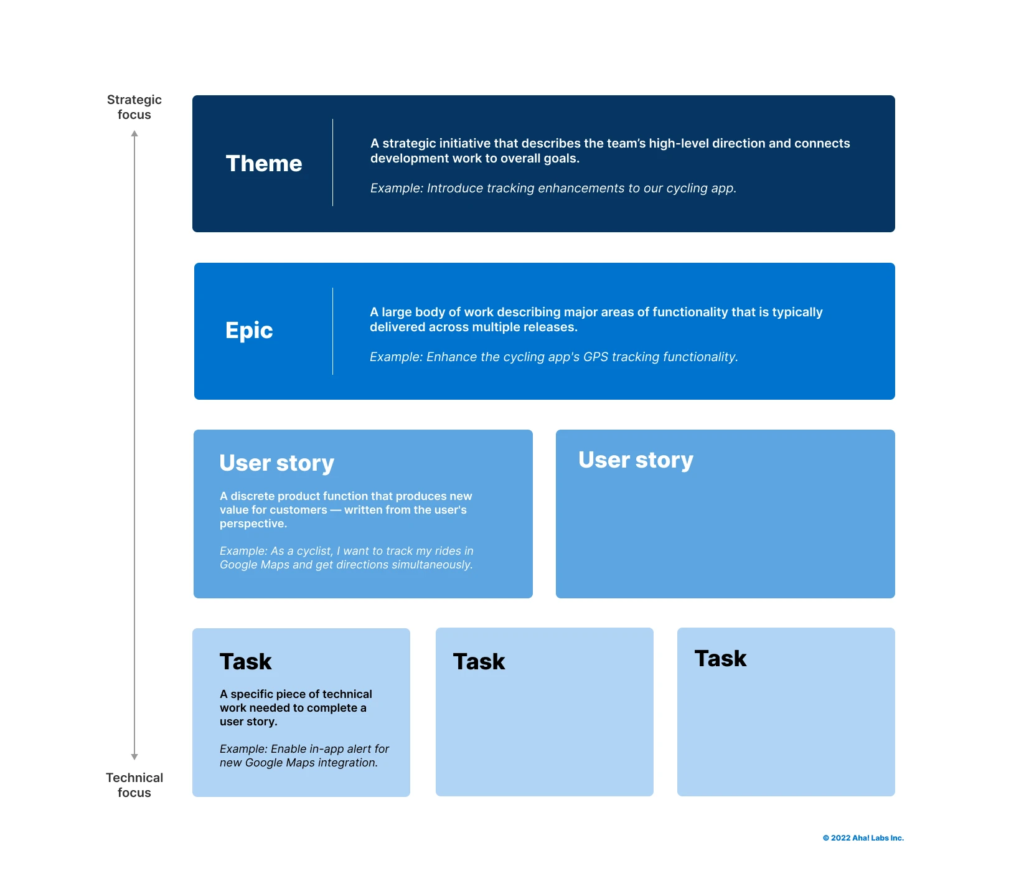 Strategic
focus
Theme
A strategic initiative that describes the team's high-level direction and connects
development work to overall goals.
Example: Introduce tracking enhancements to our cycling app.
Epic
A large body of work describing major areas of functionality that is typically
delivered across multiple releases.
Example: Enhance the cycling app's GPS tracking functionality.
User story
A discrete product function that produces new
value for customers — written from the user's
perspective.
Example: As a cyclist, I want to track my rides in
Google Maps and get directions simultaneously.
User story
Task
A specific piece of technical
work needed to complete a
user story.
Example: Enable in-app alert for
new Google Maps integration.
Task
Task
Technical
focus
© 2022 Aha! Labs Inc.